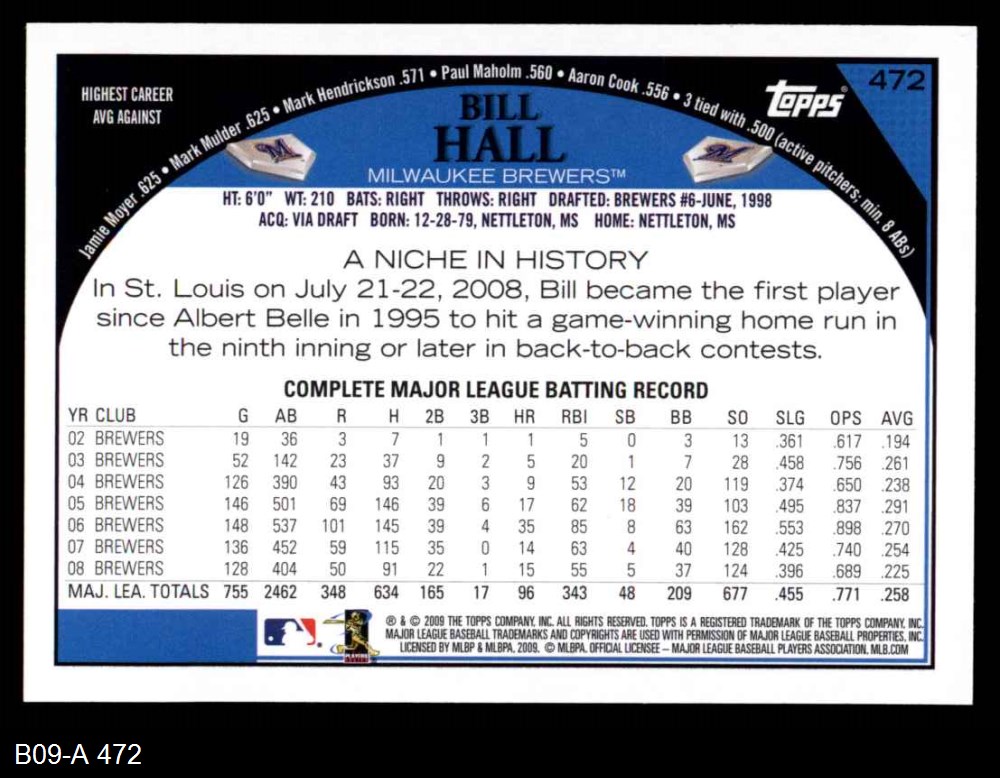 HIGHEST CAREER
AVG AGAINST
Jamie Moyer .625 • Mark Mulder .625 • Mark Hendrickson .571 • Paul Maholm .560 • Aaron Cook .556 • 3 tied with .500 (active pitchers; min. 8 ABs)
topps
472
BILL
HALL
MILWAUKEE BREWERS™
HT: 6'0" WT: 210 BATS: RIGHT THROWS: RIGHT DRAFTED: BREWERS #6-JUNE, 1998
ACQ: VIA DRAFT BORN: 12-28-79, NETTLETON, MS HOME: NETTLETON, MS
A NICHE IN HISTORY
In St. Louis on July 21-22, 2008, Bill became the first player
since Albert Belle in 1995 to hit a game-winning home run in
the ninth inning or later in back-to-back contests.
COMPLETE MAJOR LEAGUE BATTING RECORD
YR CLUB G AB R H 2B 3B HR RBI SB BB SO SLG OPS AVG
02 BREWERS 19 36 3 7 1 1 1 5 0 3 13 .361 .617 .194
03 BREWERS 52 142 23 37 9 2 5 20 1 7 28 .458 .756 .261
04 BREWERS 126 390 43 93 20 3 9 53 12 20 119 .374 .650 .238
05 BREWERS 146 501 69 146 39 6 17 62 18 39 103 .495 .837 .291
06 BREWERS 148 537 101 145 39 4 35 85 8 63 162 .553 .898 .270
07 BREWERS 136 452 59 115 35 0 14 63 4 40 128 .425 .740 .254
08 BREWERS 128 404 50 91 22 1 15 55 5 37 124 .396 .689 .225
MAJ. LEA. TOTALS 755 2462 348 634 165 17 96 343 48 209 677 .455 .771 .258
® & © 2009 THE TOPPS COMPANY, INC. ALL RIGHTS RESERVED. TOPPS IS A REGISTERED TRADEMARK OF THE TOPPS COMPANY, INC.
MAJOR LEAGUE BASEBALL TRADEMARKS AND COPYRIGHTS ARE USED WITH PERMISSION OF MAJOR LEAGUE BASEBALL PROPERTIES, INC.
LICENSED BY MLBP & MLBPA, 2009. © MLBPA. OFFICIAL LICENSEE – MAJOR LEAGUE BASEBALL PLAYERS ASSOCIATION. MLB.COM
B09-A 472